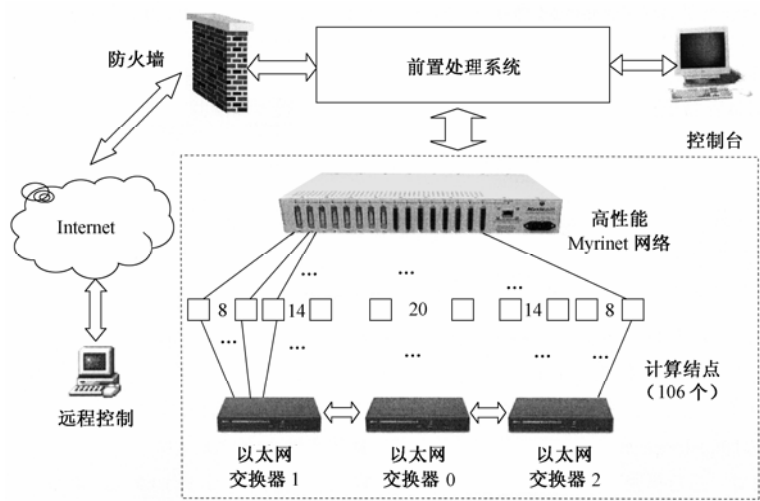 防火墙
前置处理系统
控制台
Internet
高性能
Myrinet 网络
...
...
...
8
14
20
14
8
...
...
...
...
...
计算结点
（106 个）
远程控制
以太网
交换器 1
以太网
交换器 0
以太网
交换器 2